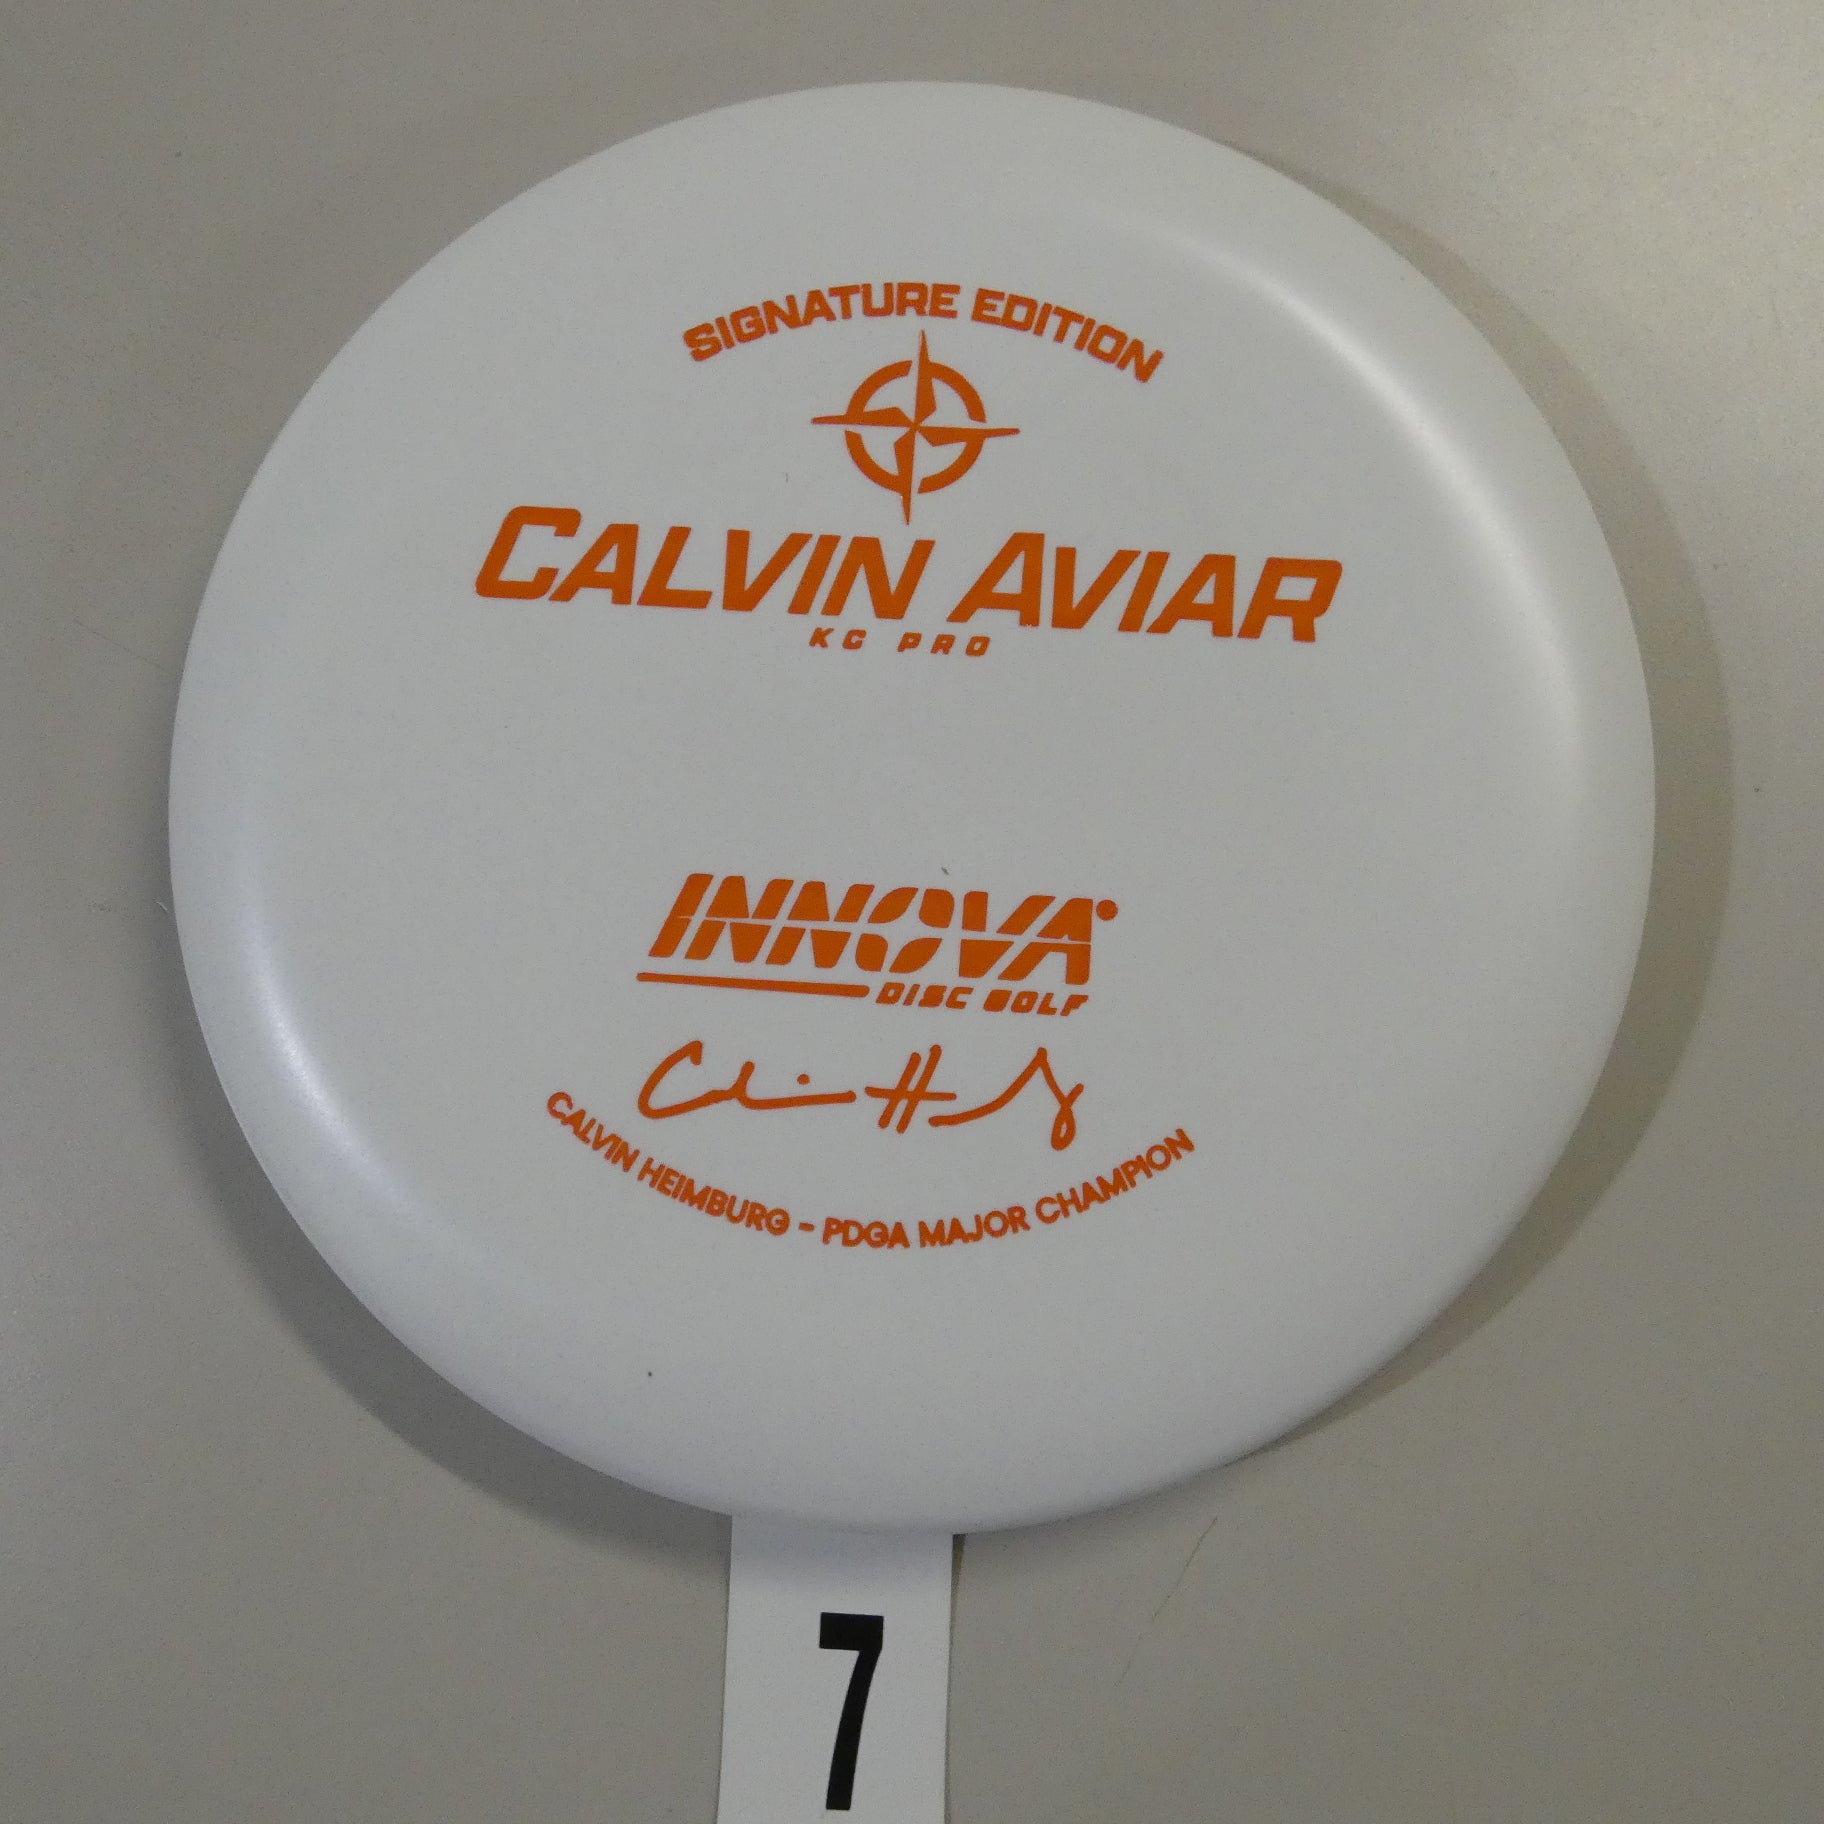 SIGNATURE EDITION
CALVIN AVIAR
KC PRO
INNOVA
DISC GOLF
CALVIN HEIMBURG - PDGA MAJOR CHAMPION
7